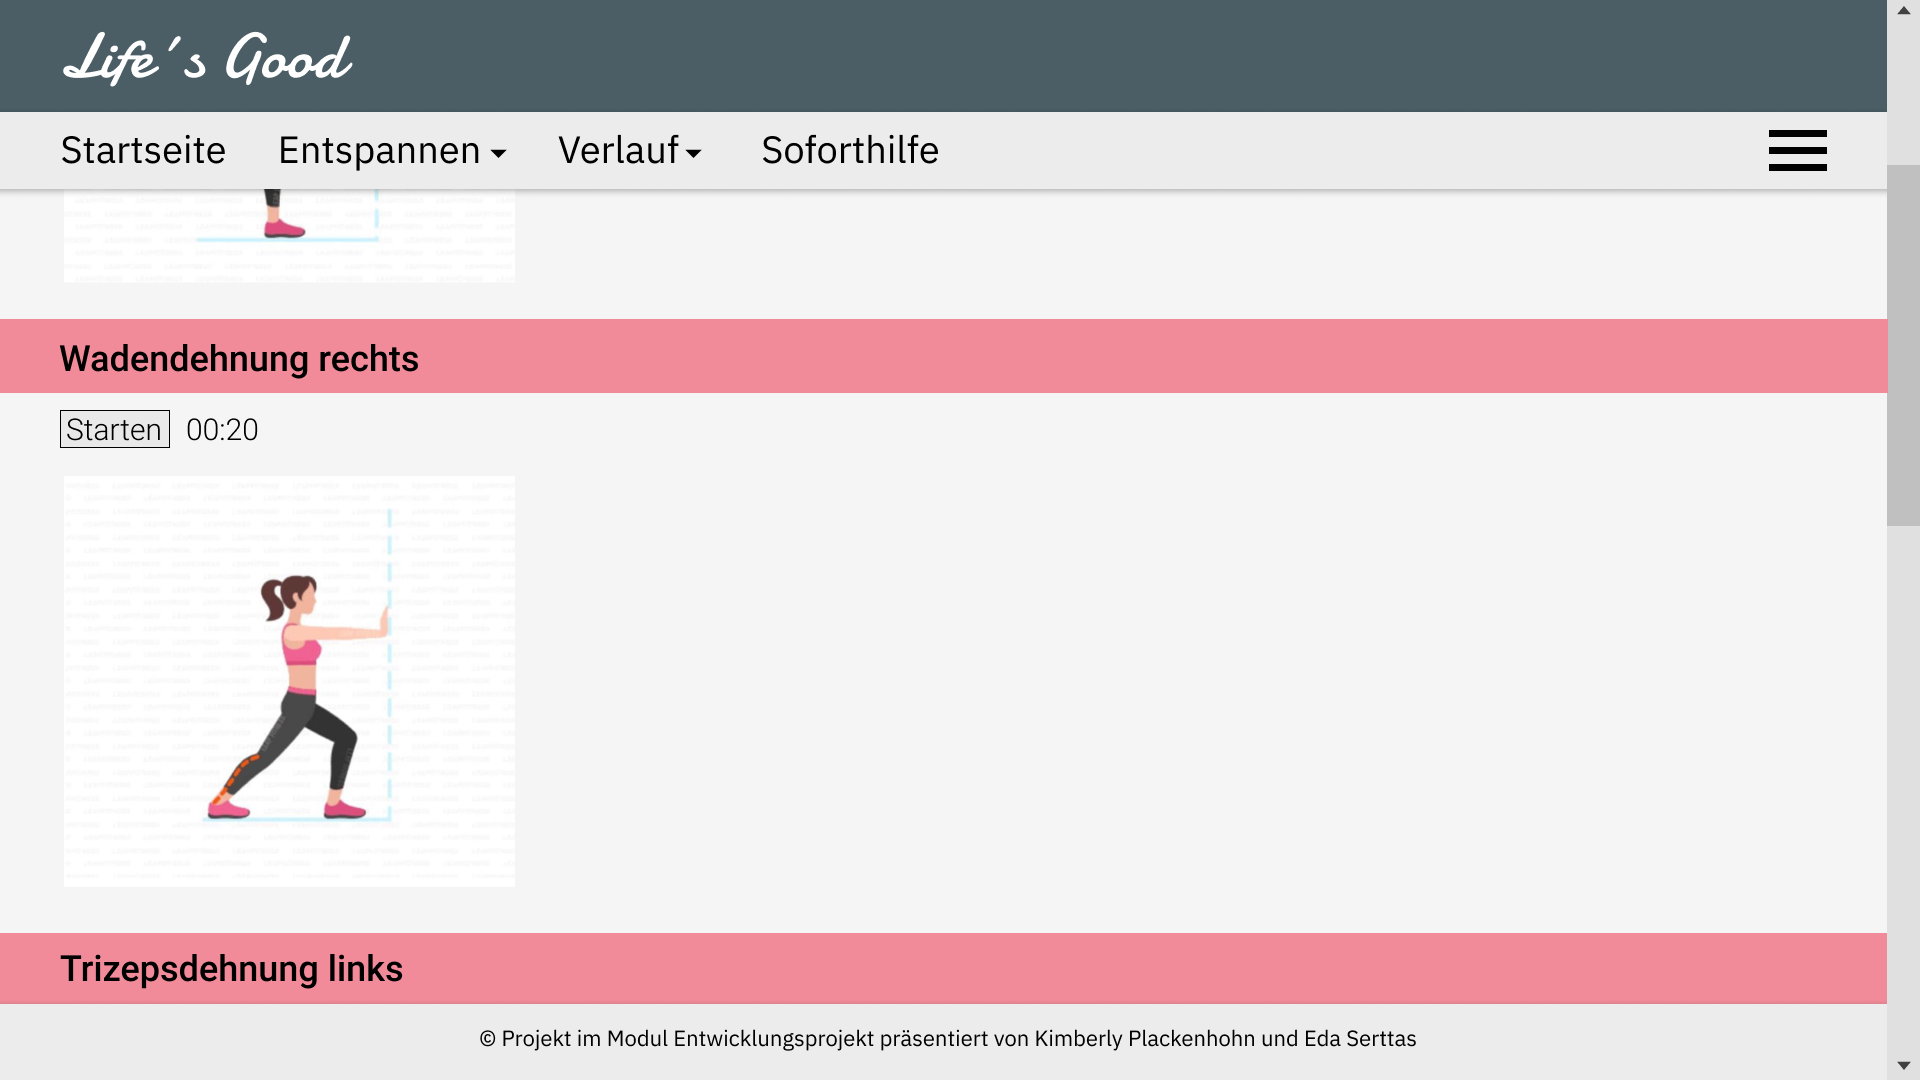 Life´s Good
Startseite Entspannen Verlauf Soforthilfe
Wadendehnung rechts
Starten 00:20
Trizepsdehnung links
© Projekt im Modul Entwicklungsprojekt präsentiert von Kimberly Plackenhohn und Eda Serttas